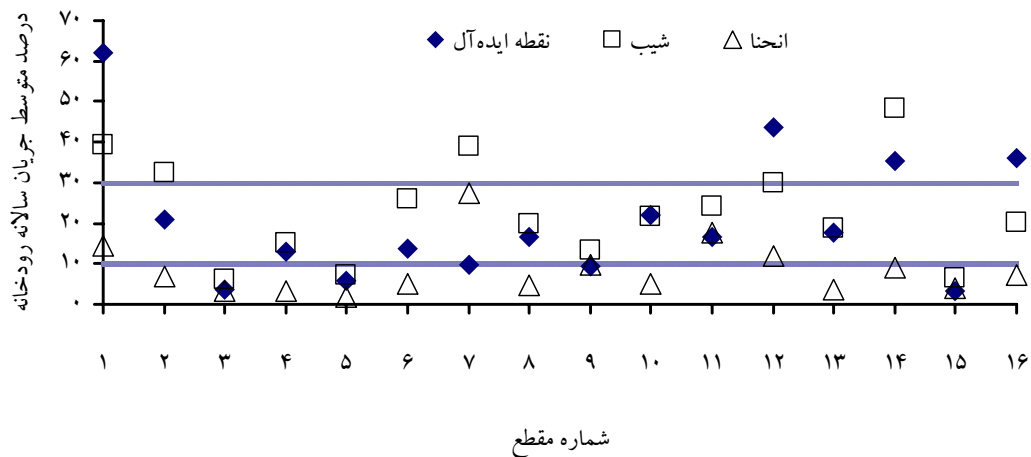 درصد متوسط جریان سالانه رودخانه
نقطه ایده‌آل
شیب
انحنا
۷۰
۶۰
۵۰
۴۰
۳۰
۲۰
۱۰
۰
۱ ۲ ۳ ۴ ۵ ۶ ۷ ۸ ۹ ۱۰ ۱۱ ۱۲ ۱۳ ۱۴ ۱۵ ۱۶
شماره مقطع